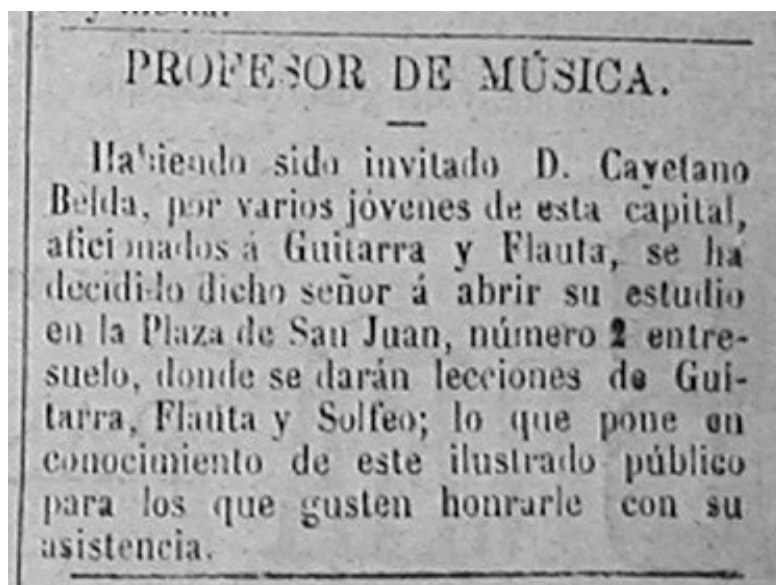 PROFESOR DE MÚSICA.
Habiendo sido invitado D. Cayetano
Belda, por varios jóvenes de esta capital,
aficionados á Guitarra y Flauta, se ha
decidido dicho señor á abrir su estudio
en la Plaza de San Juan, número 2 entre-
suelo, donde se darán lecciones de Gui-
tarra, Flauta y Solfeo; lo que pone en
conocimiento de este ilustrado público
para los que gusten honrarle con su
asistencia.